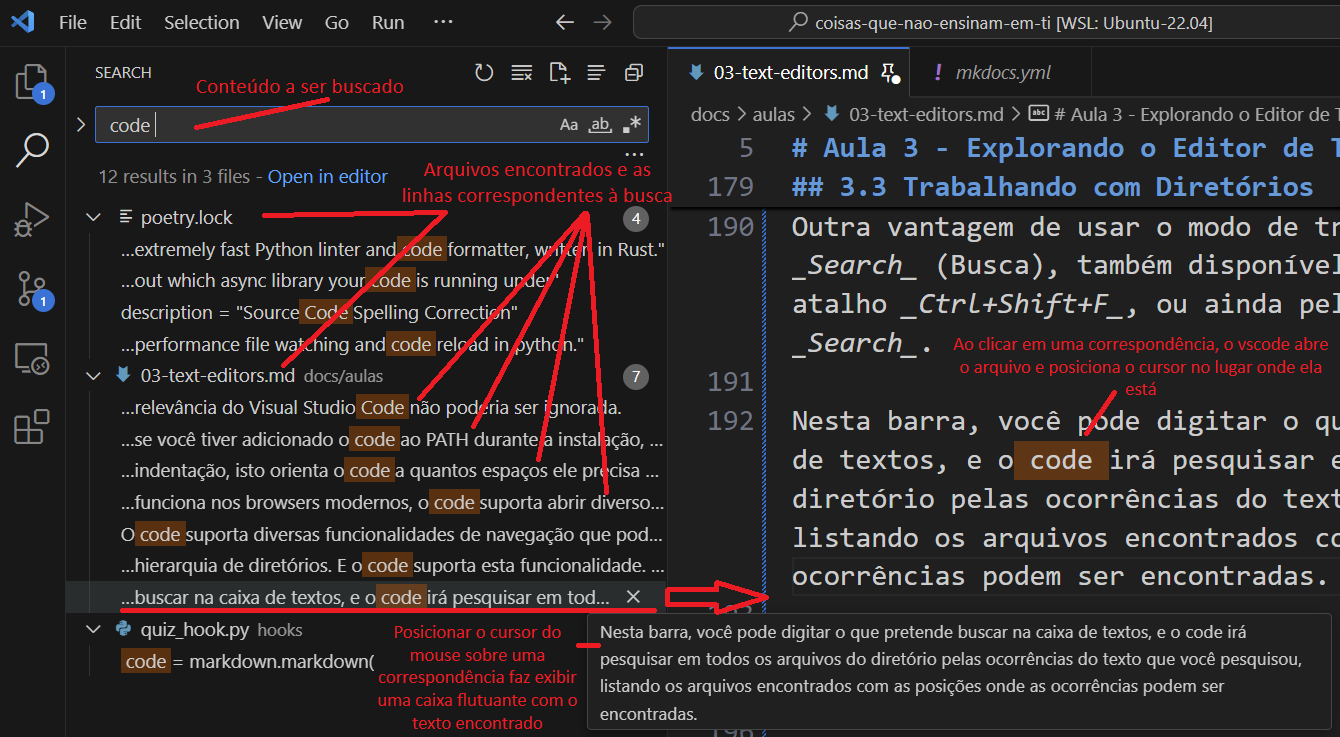 File Edit Selection View Go Run ···
coisas-que-nao-ensinam-em-ti [WSL: Ubuntu-22.04]
1
1
SEARCH
Conteúdo a ser buscado
code
Aa ab .*
12 results in 3 files - Open in editor
Arquivos encontrados e as
linhas correspondentes à busca
poetry.lock 4
...extremely fast Python linter and code formatter, written in Rust."
...out which async library your code is running under"
description = "Source Code Spelling Correction"
...performance file watching and code reload in python."
03-text-editors.md docs/aulas 7
...relevância do Visual Studio Code não poderia ser ignorada.
...se você tiver adicionado o code ao PATH durante a instalação, ...
...indentação, isto orienta o code a quantos espaços ele precisa ...
...funciona nos browsers modernos, o code suporta abrir diverso...
O code suporta diversas funcionalidades de navegação que pod...
...hierarquia de diretórios. E o code suporta esta funcionalidade. ...
...buscar na caixa de textos, e o code irá pesquisar em tod...
quiz_hook.py hooks
code = markdown.markdown(
Posicionar o cursor do
mouse sobre uma
correspondência faz exibir
uma caixa flutuante com o
texto encontrado
03-text-editors.md
! mkdocs.yml
docs > aulas > 03-text-editors.md > abc # Aula 3 - Explorando o Editor de
5 # Aula 3 - Explorando o Editor de
179 ## 3.3 Trabalhando com Diretórios
190 Outra vantagem de usar o modo de
_Search_ (Busca), também disponível
atalho _Ctrl+Shift+F_, ou ainda
_Search_.
Ao clicar em uma correspondência, o vscode abre
o arquivo e posiciona o cursor no lugar onde ela
está
191
192 Nesta barra, você pode digitar o
de textos, e o code irá pesquisar
diretório pelas ocorrências do
listando os arquivos encontrados
ocorrências podem ser encontradas.
Nesta barra, você pode digitar o que pretende buscar na caixa de textos, e o code irá
pesquisar em todos os arquivos do diretório pelas ocorrências do texto que você pesquisou,
listando os arquivos encontrados com as posições onde as ocorrências podem ser
encontradas.